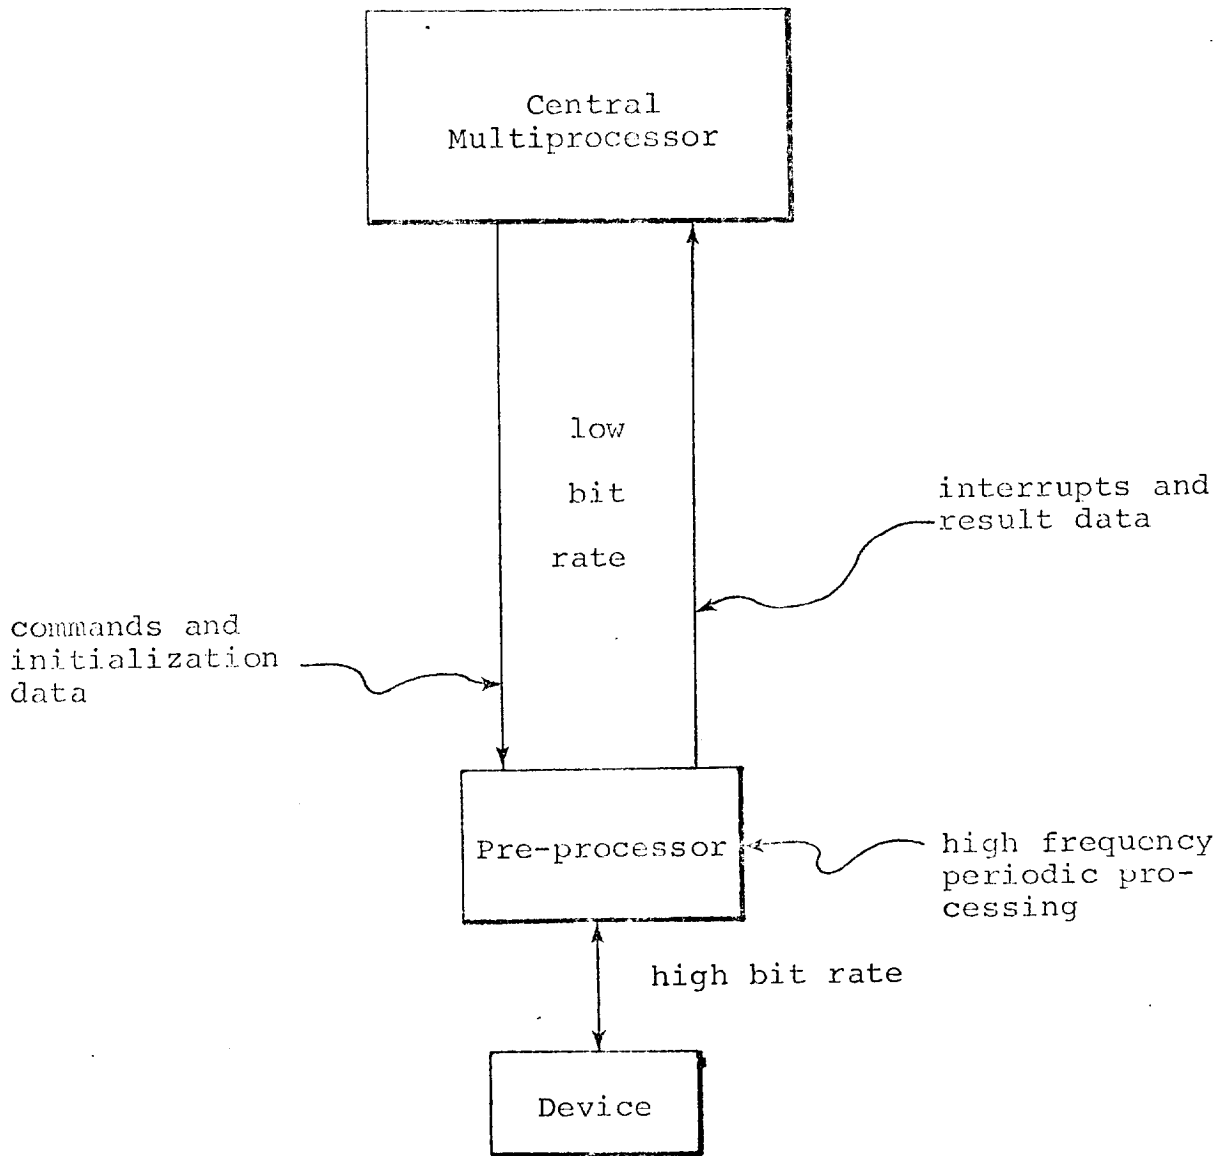 Central
Multiprocessor
low
bit
rate
interrupts and
result data
commands and
initialization
data
Pre-processor
high frequency
periodic pro-
cessing
high bit rate
Device